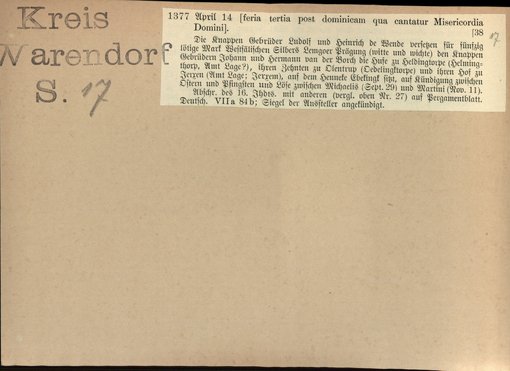 Kreis
Warendorf
S. 17
1377 April 14 [feria tertia post dominicam qua cantatur Misericordia
Domini].
[38
17
Die Knappen Gebrüder Ludolf und Heinrich de Wende versetzen für fünfzig
lötige Mark Westfälischen Silbers Lemgoer Prägung (witte und wichte) den Knappen
Gebrüdern Johann und Hermann van der Borch die Hufe zu Heldingtorpe (Helming-
thorp, Amt Lage?), ihren Zehnten zu Olentrup (Oedelingktorpe) und ihren Hof zu
Jerxen (Amt Lage: Jerxem), auf dem Henneke Ebekingk sitzt, auf Kündigung zwischen
Ostern und Pfingsten und Löse zwischen Michaelis (Sept. 29) und Martini (Nov. 11).
Abschr. des 16. Jhdts. mit anderen (vergl. oben Nr. 27) auf Pergamentblatt.
Deutsch. VIIa 84b; Siegel der Aussteller angekündigt.